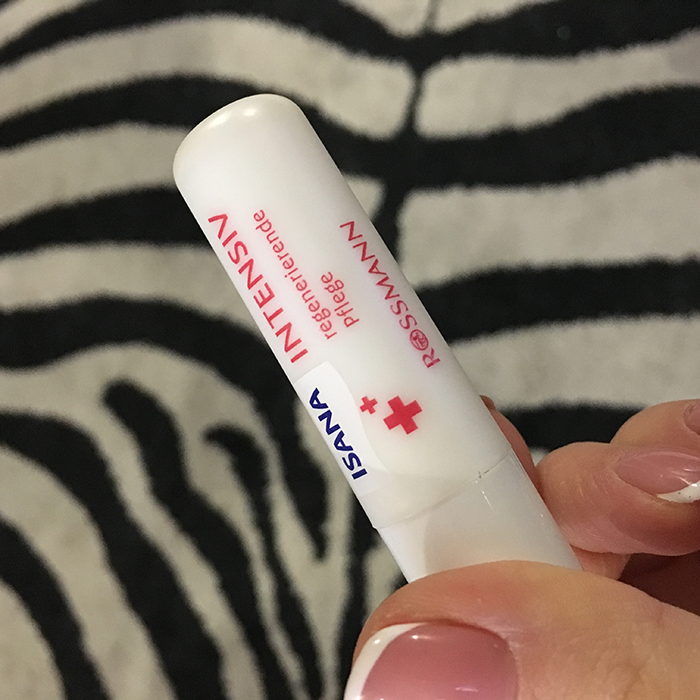 ISANA
INTENSIV
regenerierende
pflege
ROSSMANN